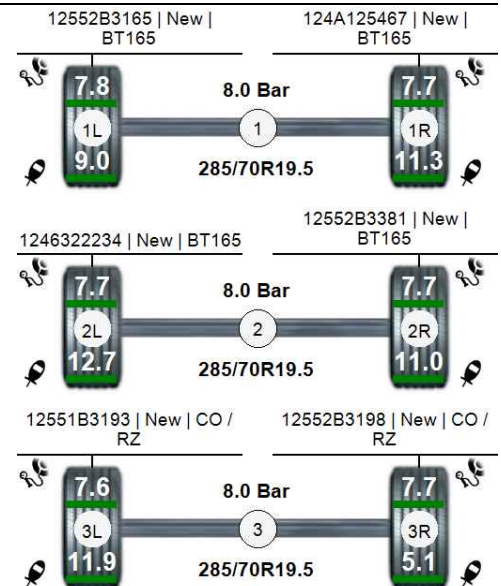 12552B3165 | New |
BT165
124A125467 | New |
BT165
7.8
8.0 Bar
7.7
1L
1
1R
9.0
285/70R19.5
11.3
1246322234 | New | BT165
12552B3381 | New |
BT165
7.7
8.0 Bar
7.7
2L
2
2R
12.7
285/70R19.5
11.0
12551B3193 | New | CO /
RZ
12552B3198 | New | CO /
RZ
7.6
8.0 Bar
7.7
3L
3
3R
11.9
285/70R19.5
5.1